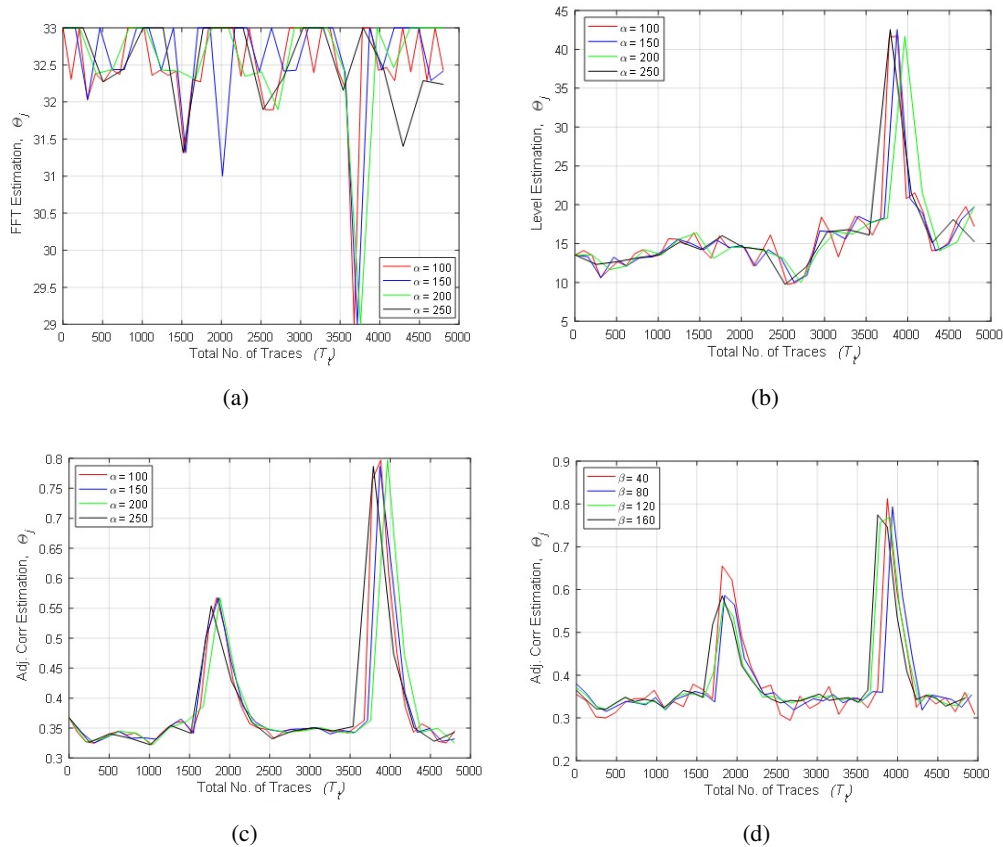 33
32.5
32
31.5
31
30.5
30
29.5
29
FFT Estimation, Θj
0 500 1000 1500 2000 2500 3000 3500 4000 4500 5000
Total No. of Traces (Tt)
α = 100
α = 150
α = 200
α = 250
(a)
45
40
35
30
25
20
15
10
5
Level Estimation, Θj
0 500 1000 1500 2000 2500 3000 3500 4000 4500 5000
Total No. of Traces (Tt)
α = 100
α = 150
α = 200
α = 250
(b)
0.8
0.75
0.7
0.65
0.6
0.55
0.5
0.45
0.4
0.35
0.3
Adj. Corr Estimation, Θj
0 500 1000 1500 2000 2500 3000 3500 4000 4500 5000
Total No. of Traces (Tt)
α = 100
α = 150
α = 200
α = 250
(c)
0.9
0.8
0.7
0.6
0.5
0.4
0.3
0.2
Adj. Corr Estimation, Θj
0 500 1000 1500 2000 2500 3000 3500 4000 4500 5000
Total No. of Traces (Tt)
β= 40
β= 80
β= 120
β= 160
(d)